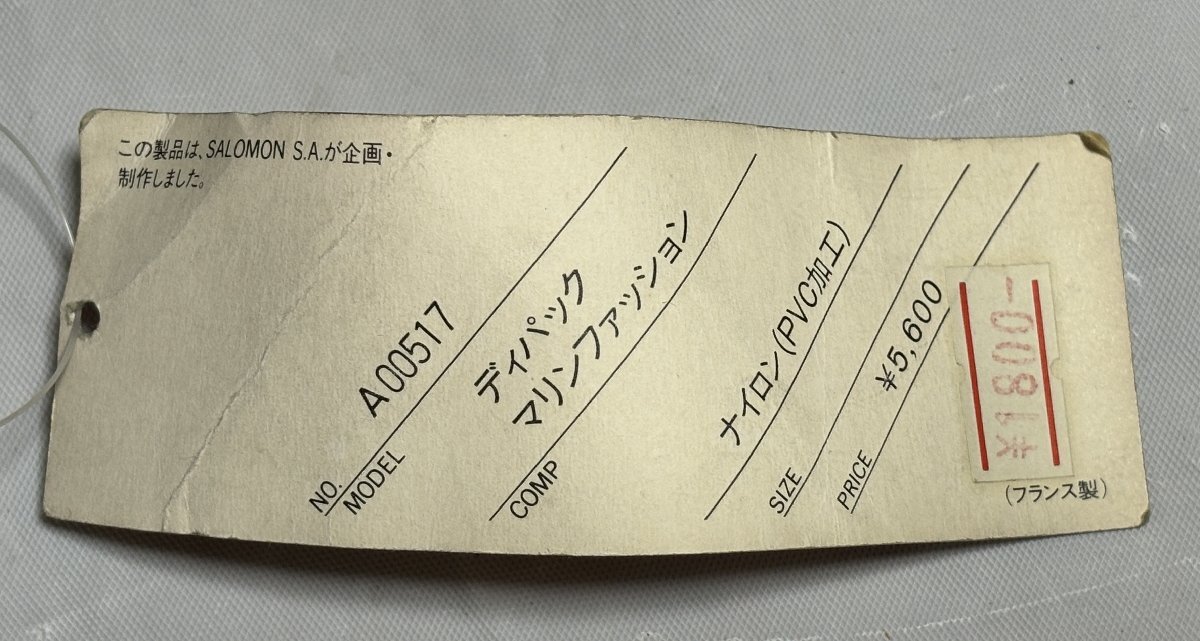 この製品は、SALOMON S.A.が企画・
制作しました。
NO. A00517
MODEL ディパック
マリンファッション
COMP ナイロン(PVC加工)
SIZE
PRICE ¥5,600
¥1800-
(フランス製)